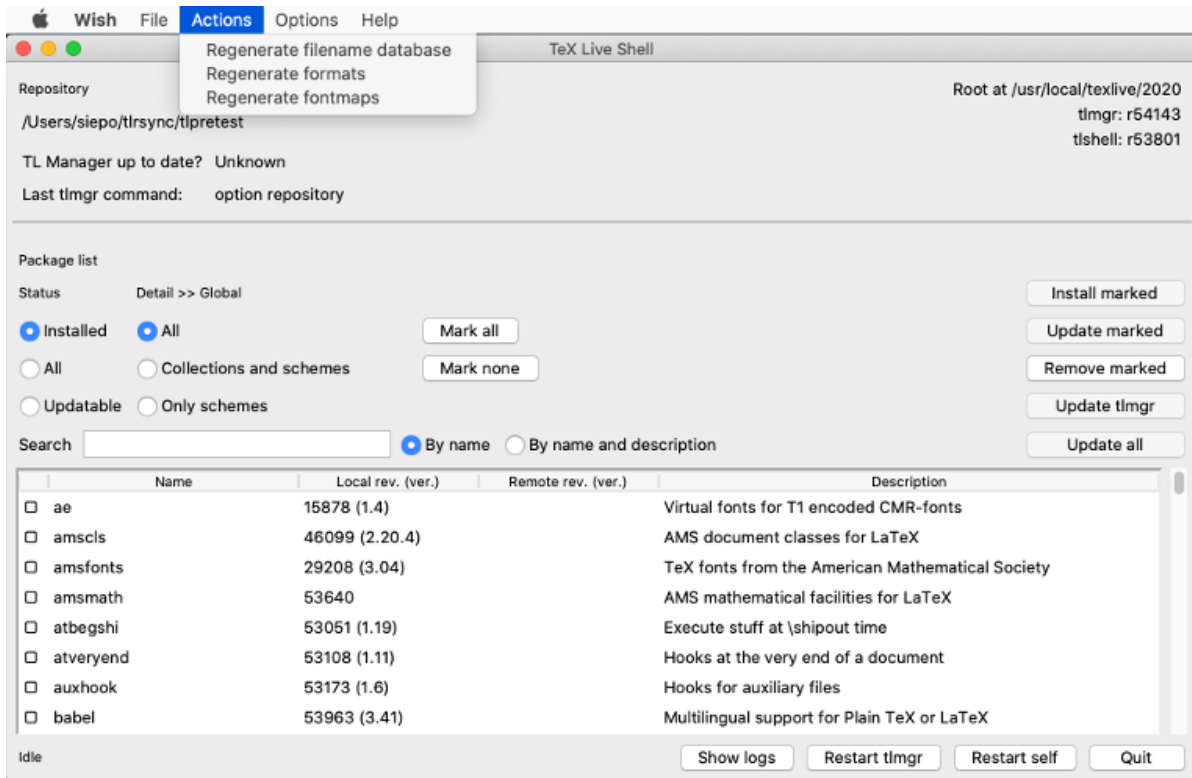 Wish File Actions Options Help
Regenerate filename database
Regenerate formats
Regenerate fontmaps
TeX Live Shell
Repository
Root at /usr/local/texlive/2020
/Users/siepo/tlrsync/tlpretest
tlmgr: r54143
tlshell: r53801
TL Manager up to date? Unknown
Last tlmgr command: option repository
Package list
Status Detail >> Global Install marked
Installed All Mark all Update marked
All Collections and schemes Mark none Remove marked
Updatable Only schemes Update tlmgr
Search By name By name and description Update all
Name Local rev. (ver.) Remote rev. (ver.) Description
ae 15878 (1.4) Virtual fonts for T1 encoded CMR-fonts
amscls 46099 (2.20.4) AMS document classes for LaTeX
amsfonts 29208 (3.04) TeX fonts from the American Mathematical Society
amsmath 53640 AMS mathematical facilities for LaTeX
atbegshi 53051 (1.19) Execute stuff at \shipout time
atveryend 53108 (1.11) Hooks at the very end of a document
auxhook 53173 (1.6) Hooks for auxiliary files
babel 53963 (3.41) Multilingual support for Plain TeX or LaTeX
Idle Show logs Restart tlmgr Restart self Quit